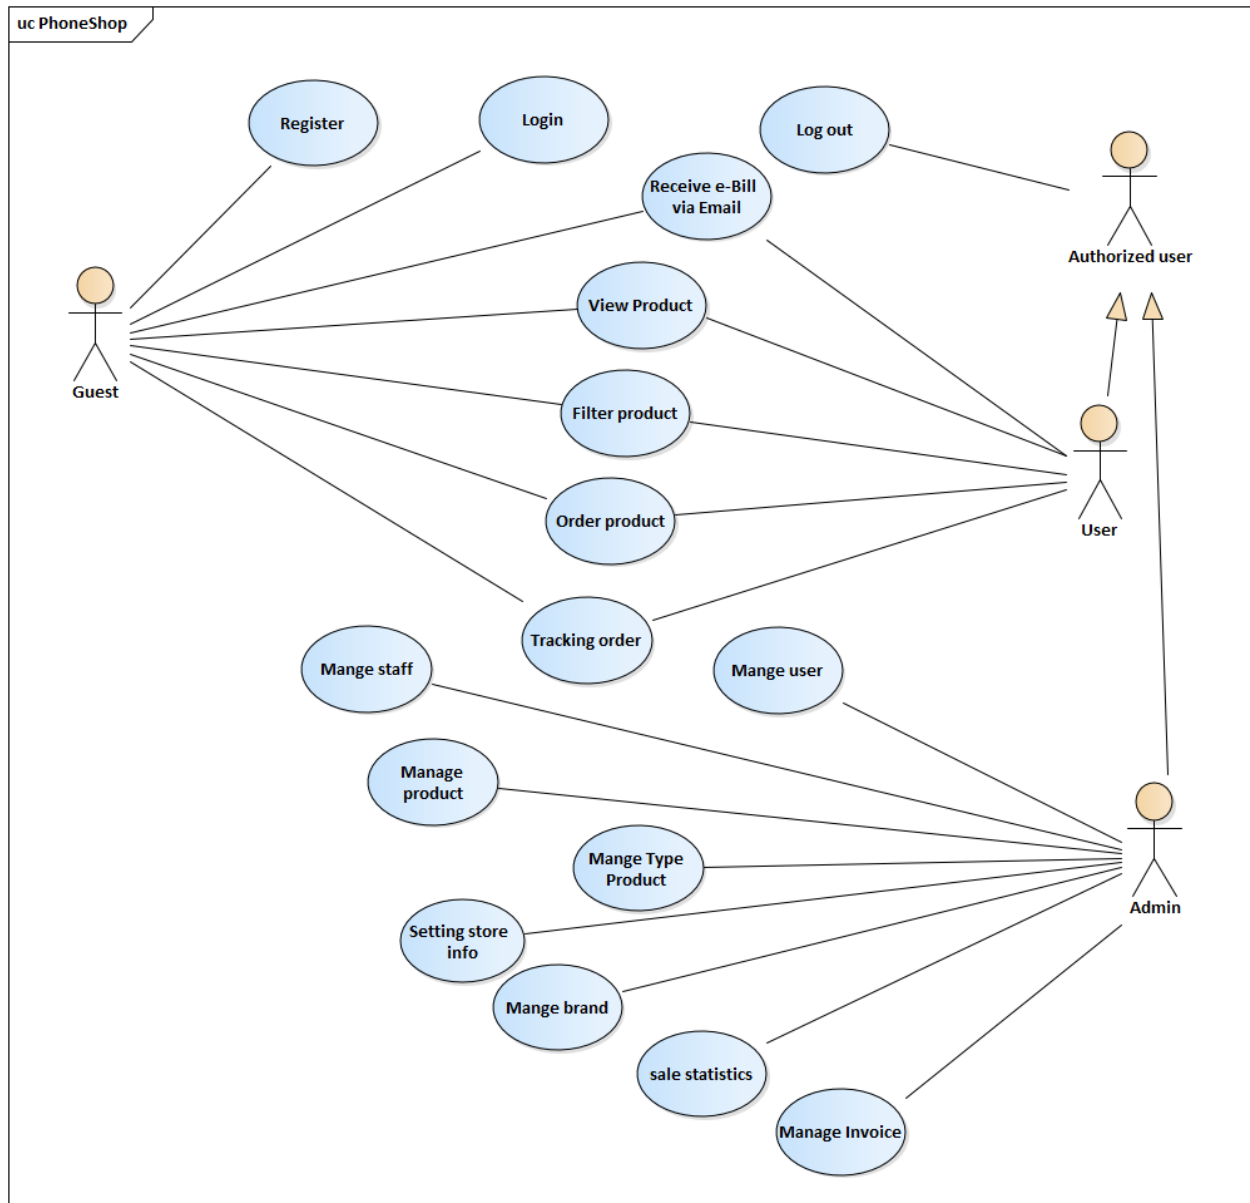 uc PhoneShop
Register
Login
Log out
Receive e-Bill
via Email
Authorized user
View Product
Guest
Filter product
Order product
User
Tracking order
Mange staff
Mange user
Manage
product
Mange Type
Product
Admin
Setting store
info
Mange brand
sale statistics
Manage Invoice